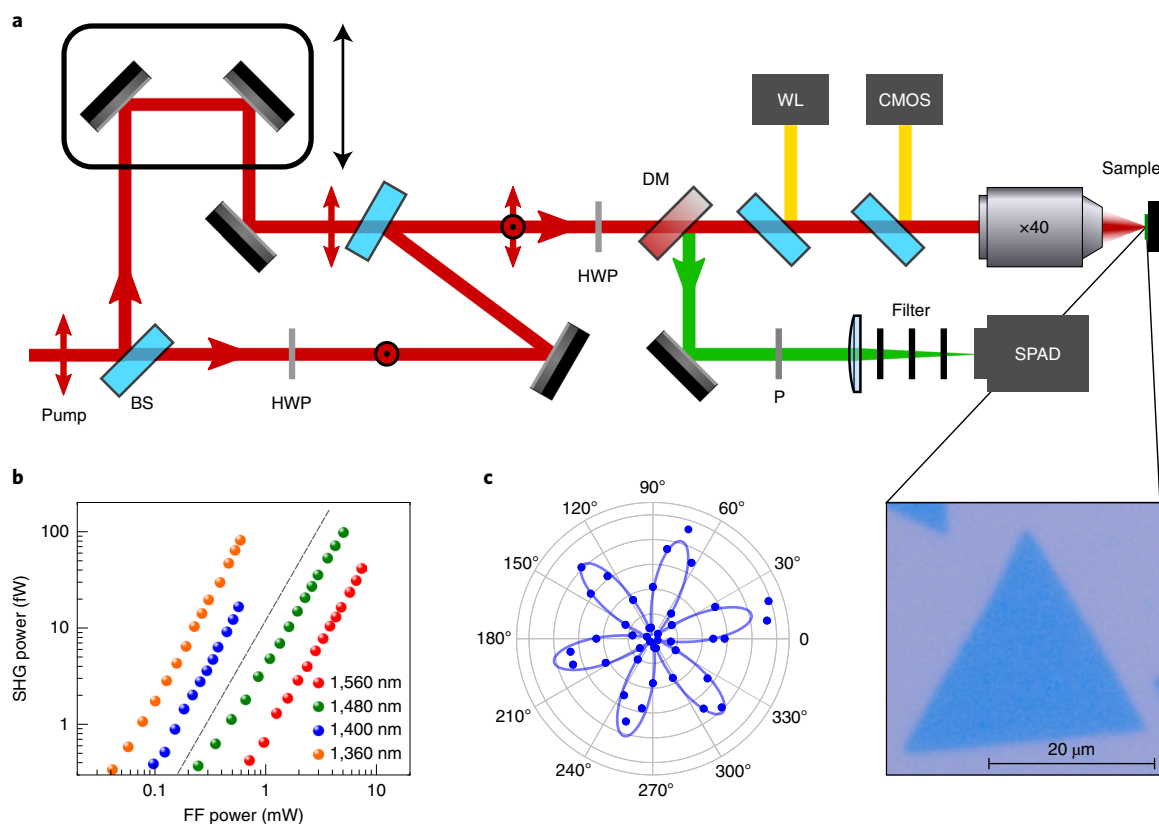 a
WL
CMOS
Sample
DM
×40
HWP
Filter
SPAD
Pump
BS
HWP
P
b
SHG power (fW)
100
10
1
0.1
1
10
FF power (mW)
1,560 nm
1,480 nm
1,400 nm
1,360 nm
c
90°
120°
60°
150°
30°
180°
0
210°
330°
240°
300°
270°
20 μm